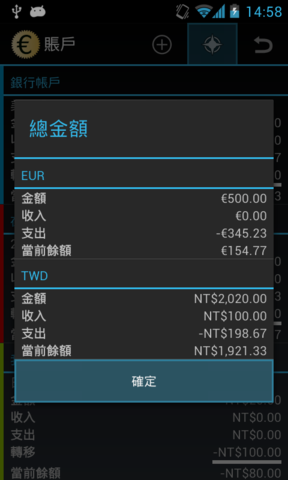 14:58
賬戶
銀行帳戶
總金額
EUR
金額 €500.00
收入 €0.00
支出 -€345.23
當前餘額 €154.77
TWD
金額 NT$2,020.00
收入 NT$100.00
支出 -NT$198.67
當前餘額 NT$1,921.33
確定
收入 NT$0.00
支出 NT$0.00
轉移 -NT$100.00
當前餘額 -NT$80.00